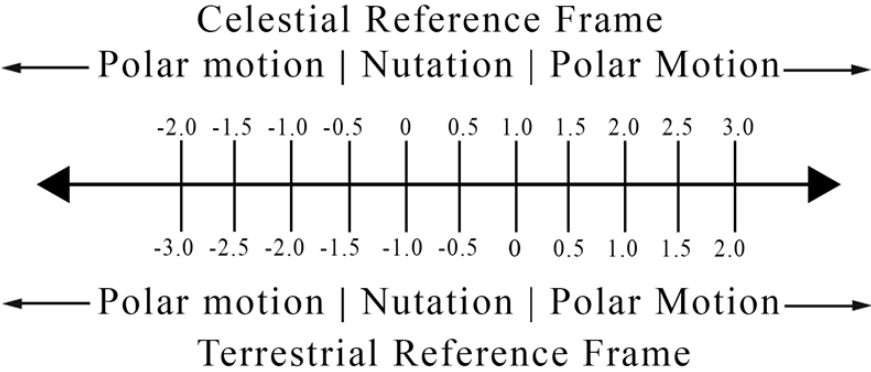 Celestial Reference Frame
Polar motion | Nutation | Polar Motion
-2.0 -1.5 -1.0 -0.5 0 0.5 1.0 1.5 2.0 2.5 3.0
-3.0 -2.5 -2.0 -1.5 -1.0 -0.5 0 0.5 1.0 1.5 2.0
Polar motion | Nutation | Polar Motion
Terrestrial Reference Frame